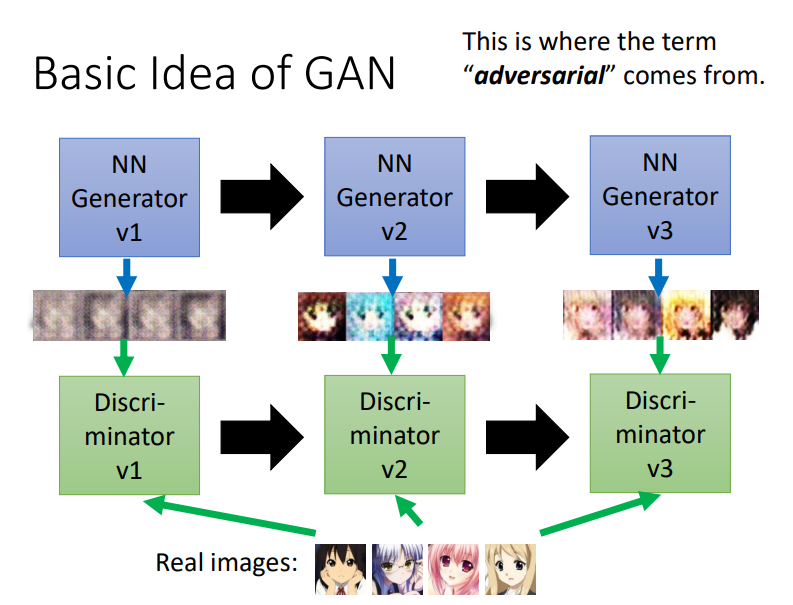 Basic Idea of GAN
This is where the term
“adversarial” comes from.
NN
Generator
v1
NN
Generator
v2
NN
Generator
v3
Discri-
minator
v1
Discri-
minator
v2
Discri-
minator
v3
Real images: